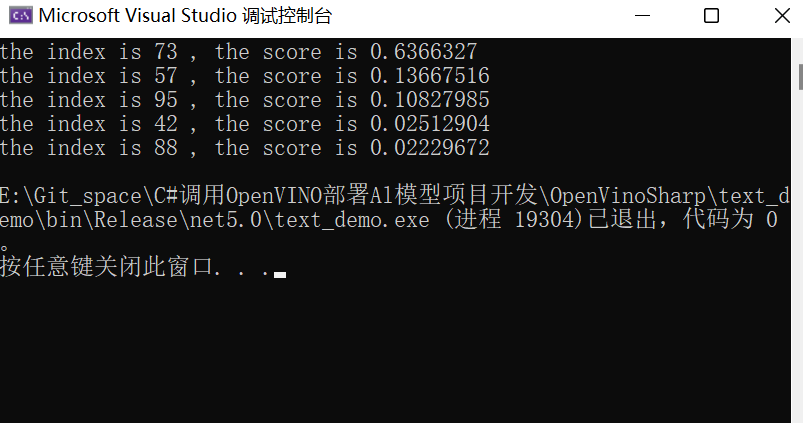 Microsoft Visual Studio 调试控制台
the index is 73 , the score is 0.6366327
the index is 57 , the score is 0.13667516
the index is 95 , the score is 0.10827985
the index is 42 , the score is 0.02512904
the index is 88 , the score is 0.02229672
E:\Git_space\C#调用OpenVINO部署Al模型项目开发\OpenVinoSharp\text_d
emo\bin\Release\net5.0\text_demo.exe (进程 19304)已退出，代码为 0
。
按任意键关闭此窗口. . .